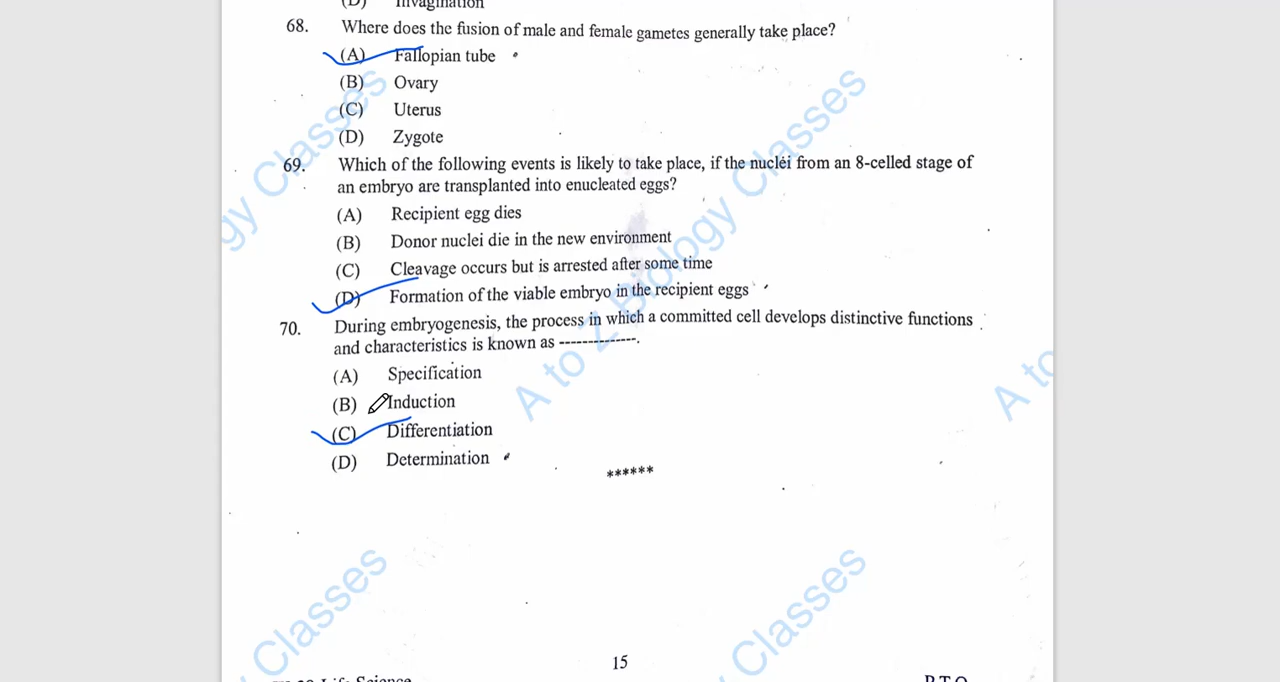 (D) Invagination
68. Where does the fusion of male and female gametes generally take place?
(A) Fallopian tube
(B) Ovary
(C) Uterus
(D) Zygote
69. Which of the following events is likely to take place, if the nuclei from an 8-celled stage of
an embryo are transplanted into enucleated eggs?
(A) Recipient egg dies
(B) Donor nuclei die in the new environment
(C) Cleavage occurs but is arrested after some time
(D) Formation of the viable embryo in the recipient eggs
70. During embryogenesis, the process in which a committed cell develops distinctive functions
and characteristics is known as --------------.
(A) Specification
(B) Induction
(C) Differentiation
(D) Determination
******
gy Classes
A to Z Biology Classes
A to
Classes
y Classes
15
Life Science
P.T.O